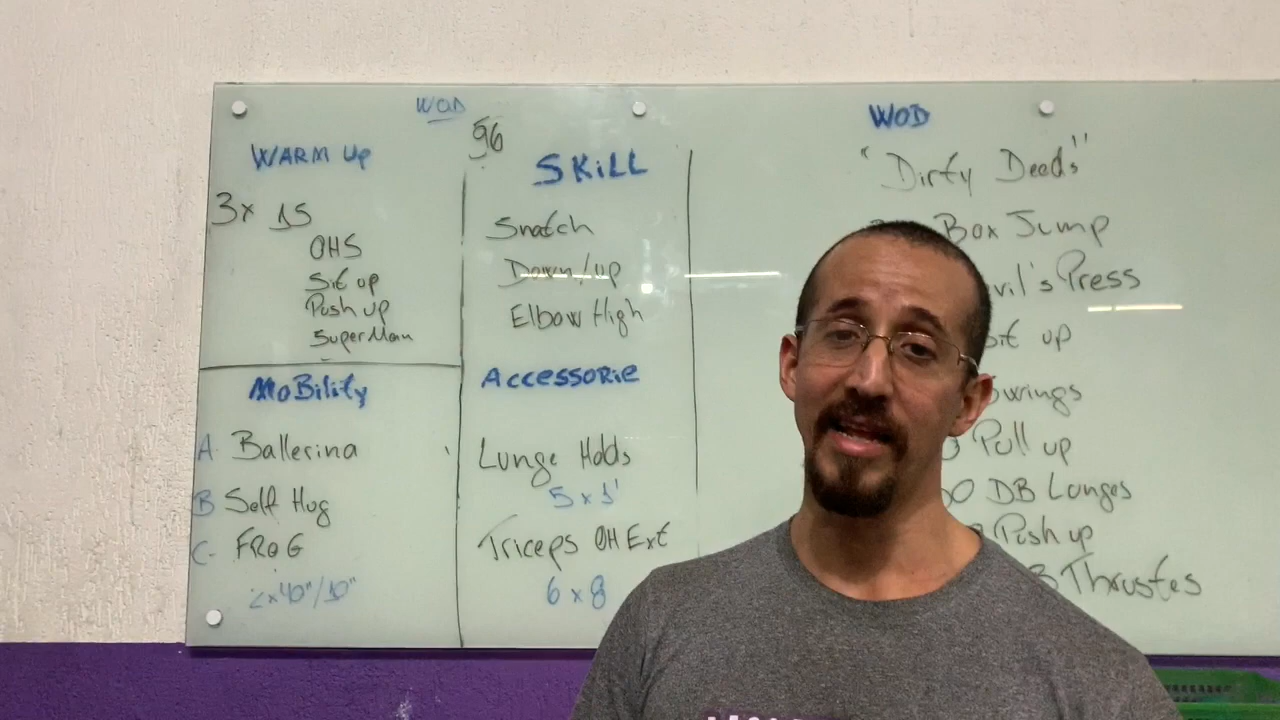 WOD
96
WARM Up
3x 15
OHS
Sit up
Push up
SuperMan
MoBility
A. Ballerina
B Self Hug
C. FROG
2x40"/10"
SKiLL
Snatch
Down/up
Elbow High
Accessorie
Lunge Holds
5 x 1'
Triceps OH Ext
6 x 8
WOD
"Dirty Deeds"
Box Jump
Press
up
Pull up
DB Lunges
Push up
Thrustes